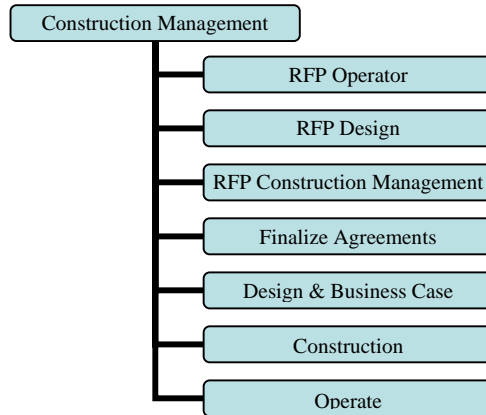 Construction Management
RFP Operator
RFP Design
RFP Construction Management
Finalize Agreements
Design & Business Case
Construction
Operate